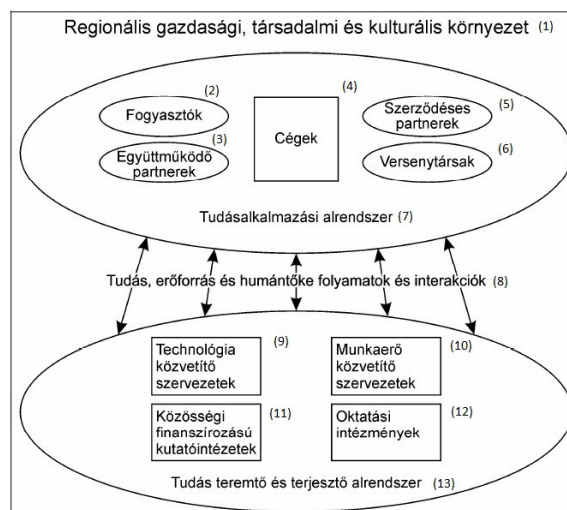 Regionális gazdasági, társadalmi és kulturális környezet (1)
(2)
Fogyasztók
(3)
Együttműködő
partnerek
(4)
Cégek
(5)
Szerződéses
partnerek
(6)
Versenytársak
Tudásalkalmazási alrendszer (7)
Tudás, erőforrás és humántőke folyamatok és interakciók (8)
Technológia (9)
közvetítő
szervezetek
Munkaerő (10)
közvetítő
szervezetek
Közösségi (11)
finanszírozású
kutatóintézetek
Oktatási (12)
intézmények
Tudás teremtő és terjesztő alrendszer (13)